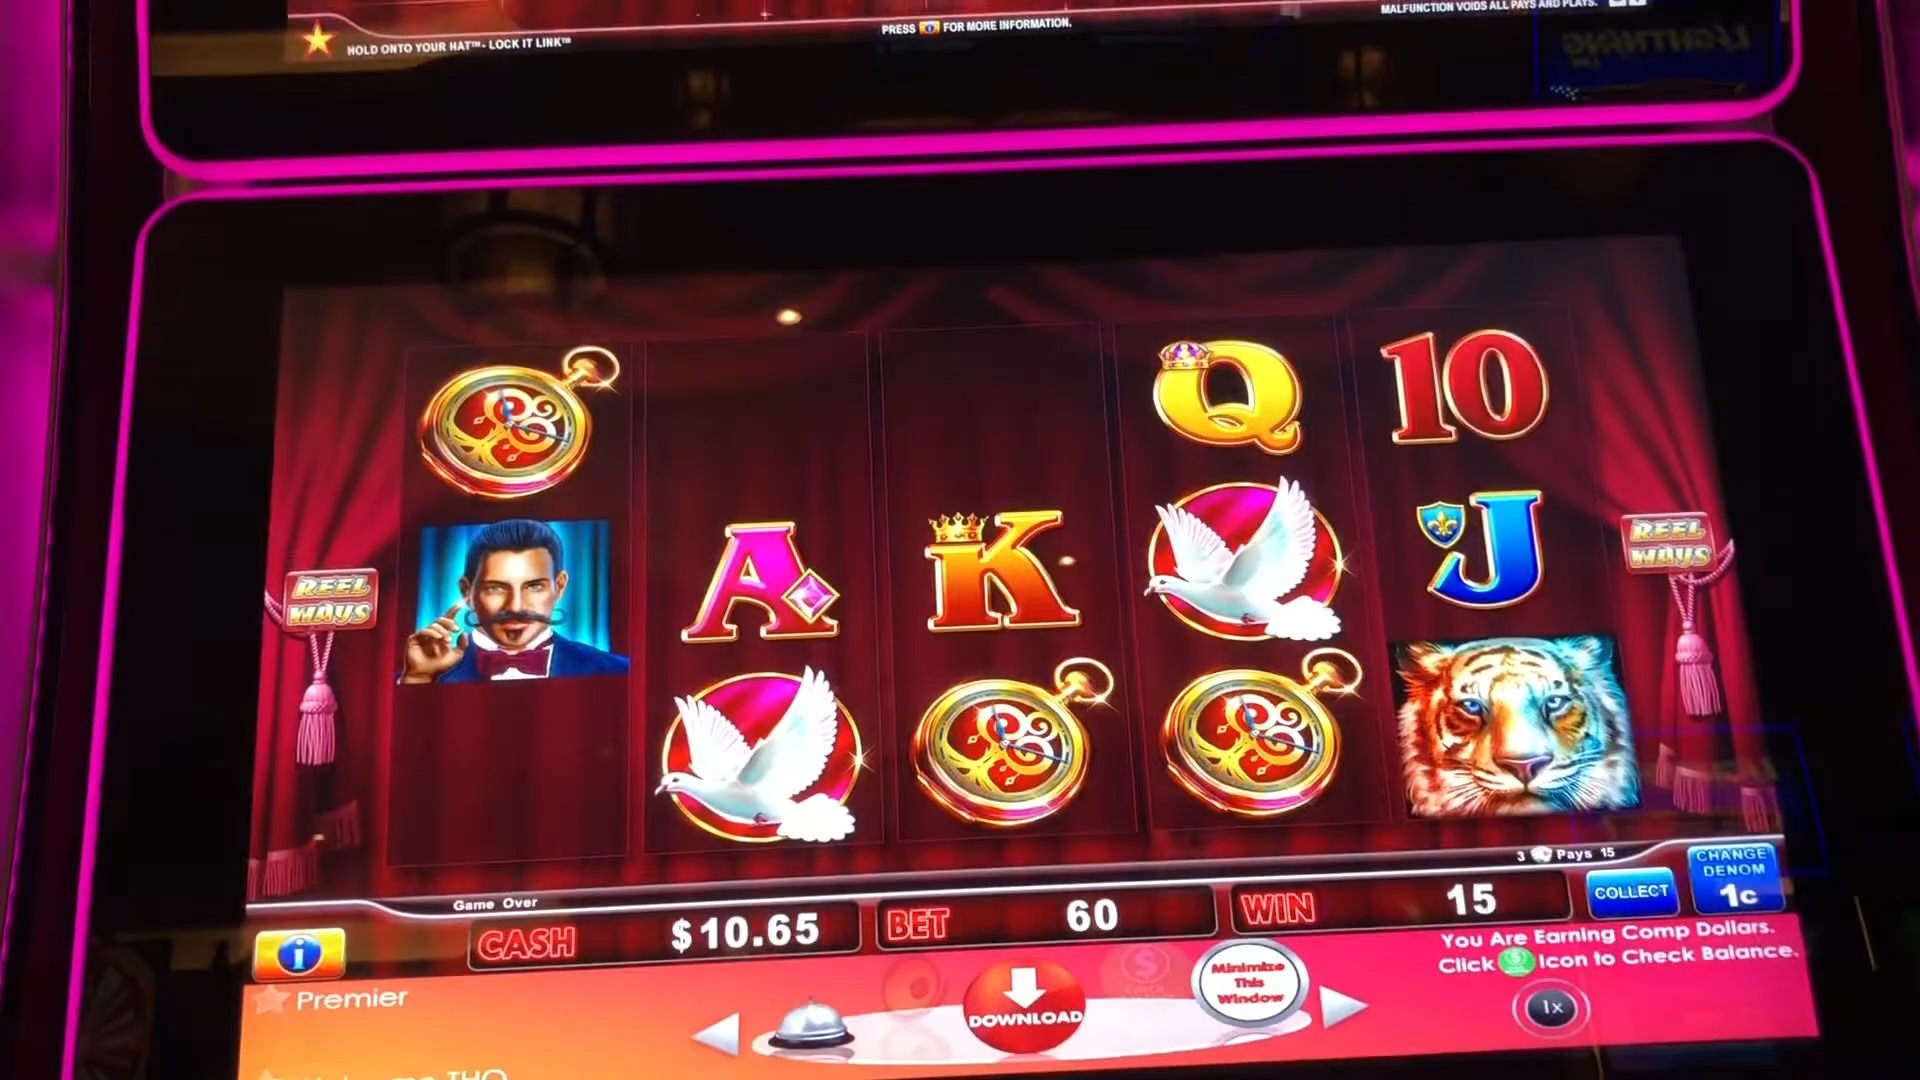 MALFUNCTION VOIDS ALL PAYS AND PLAYS.
PRESS i FOR MORE INFORMATION.
HOLD ONTO YOUR HAT™ - LOCK IT LINK™
Q
10
A
K
J
REEL
WAYS
REEL
WAYS
3 Pays 15
Game Over
CASH $10.65
BET 60
WIN 15
COLLECT
CHANGE
DENOM
1c
i
Premier
DOWNLOAD
Minimize
This
Window
You Are Earning Comp Dollars.
Click $ Icon to Check Balance.
1x